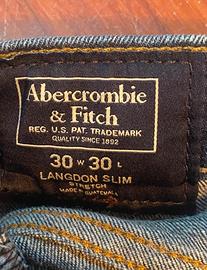 Abercrombie
& Fitch
REG. U.S. PAT. TRADEMARK
QUALITY SINCE 1892
30 W 30 L
LANGDON SLIM
STRETCH
MADE IN GUATEMALA